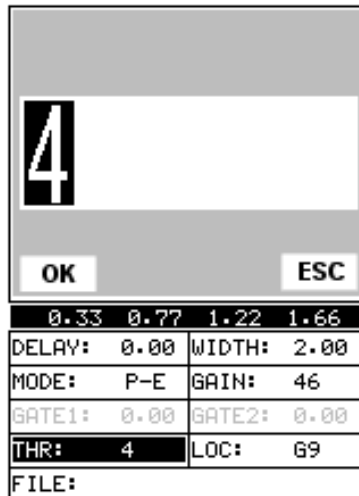 4
OK ESC
0.33 0.77 1.22 1.66
DELAY: 0.00 WIDTH: 2.00
MODE: P-E GAIN: 46
GATE1: 0.00 GATE2: 0.00
THR: 4 LOC: G9
FILE: